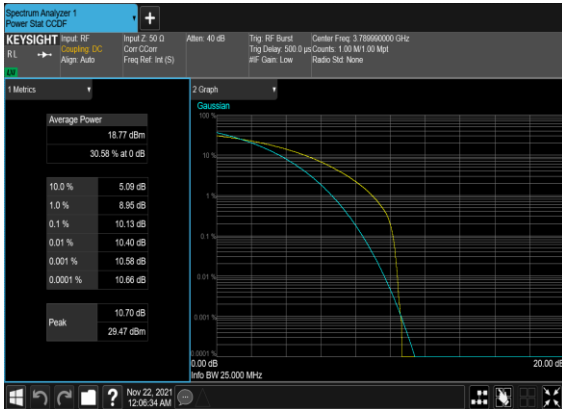 Spectrum Analyzer 1
Power Stat CCDF
KEYSIGHT
RL
Input: RF
Coupling: DC
Align: Auto
Input Z: 50 Ω
Corr CCorr
Freq Ref: Int (S)
Atten: 40 dB
Trig: RF Burst
Trig Delay: 500.0 µs
#IF Gain: Low
Center Freq: 3.789990000 GHz
Counts: 1.00 M/1.00 Mpt
Radio Std: None
1 Metrics
Average Power
18.77 dBm
30.58 % at 0 dB
10.0 % 5.09 dB
1.0 % 8.95 dB
0.1 % 10.13 dB
0.01 % 10.40 dB
0.001 % 10.58 dB
0.0001 % 10.66 dB
Peak
10.70 dB
29.47 dBm
2 Graph
Gaussian
100 %
10 %
1 %
0.1 %
0.01 %
0.001 %
0.0001 %
0.00 dB
20.00 dB
Info BW 25.000 MHz
Nov 22, 2021
12:06:34 AM